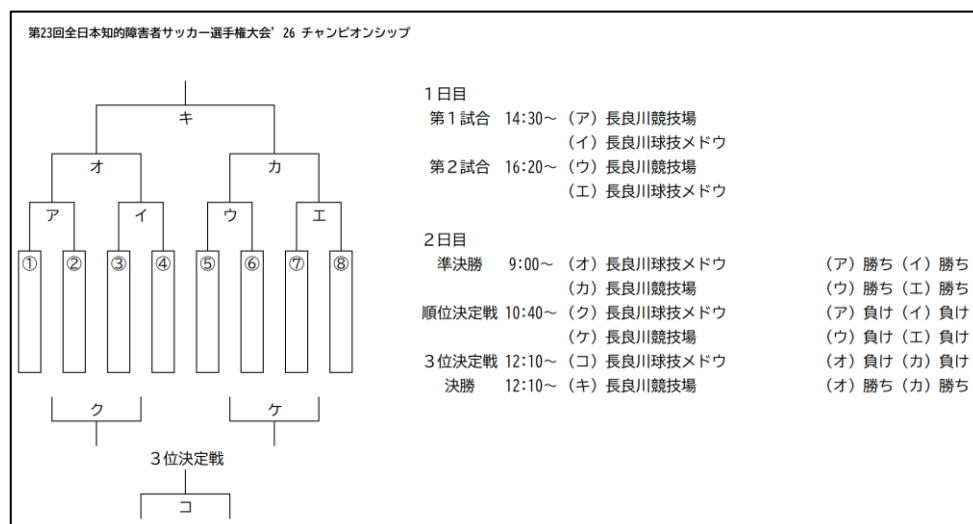 第23回全日本知的障害者サッカー選手権大会’26 チャンピオンシップ
キ
オ カ
ア イ ウ エ
① ② ③ ④ ⑤ ⑥ ⑦ ⑧
ク ケ
3位決定戦
コ
1日目
第1試合 14:30～ (ア) 長良川競技場
(イ) 長良川球技メドウ
第2試合 16:20～ (ウ) 長良川競技場
(エ) 長良川球技メドウ
2日目
準決勝 9:00～ (オ) 長良川球技メドウ (ア) 勝ち (イ) 勝ち
(カ) 長良川競技場 (ウ) 勝ち (エ) 勝ち
順位決定戦 10:40～ (ク) 長良川球技メドウ (ア) 負け (イ) 負け
(ケ) 長良川競技場 (ウ) 負け (エ) 負け
3位決定戦 12:10～ (コ) 長良川球技メドウ (オ) 負け (カ) 負け
決勝 12:10～ (キ) 長良川競技場 (オ) 勝ち (カ) 勝ち